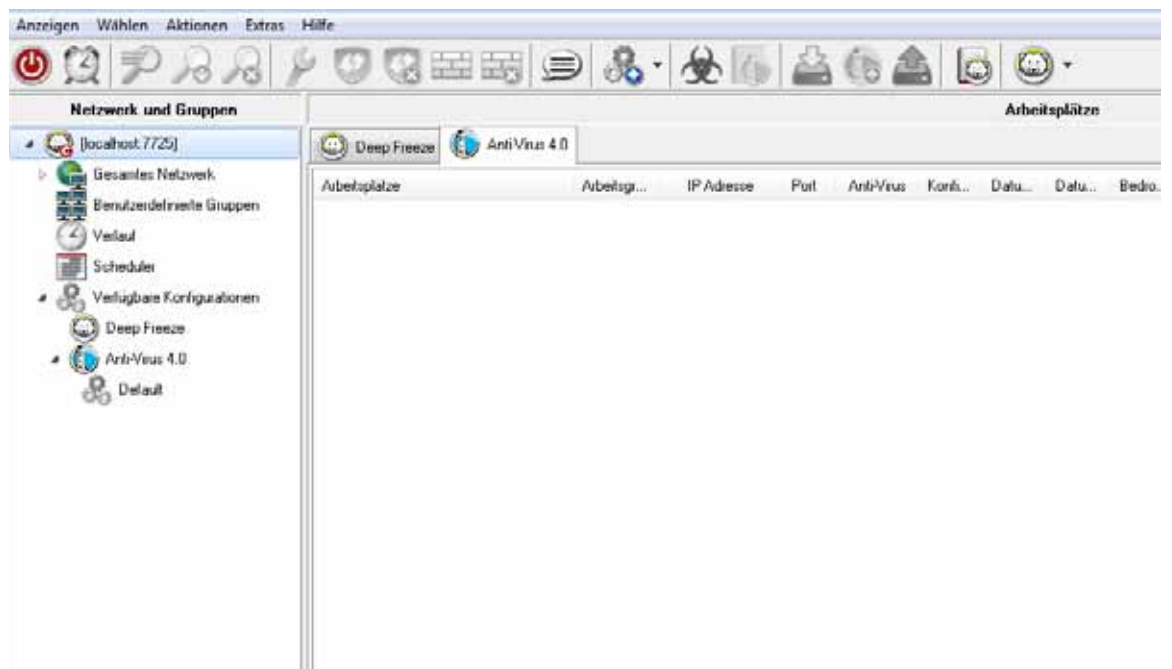 Anzeigen Wählen Aktionen Extras Hilfe
Netzwerk und Gruppen
Arbeitsplätze
[localhost:7725]
Gesamtes Netzwerk
Benutzerdefinierte Gruppen
Verlauf
Scheduler
Verfügbare Konfigurationen
Deep Freeze
Anti-Virus 4.0
Default
Deep Freeze Anti-Virus 4.0
Arbeitsplätze Arbeitsgr... IP Adresse Port Anti-Virus Konfi... Datu... Datu... Bedro...